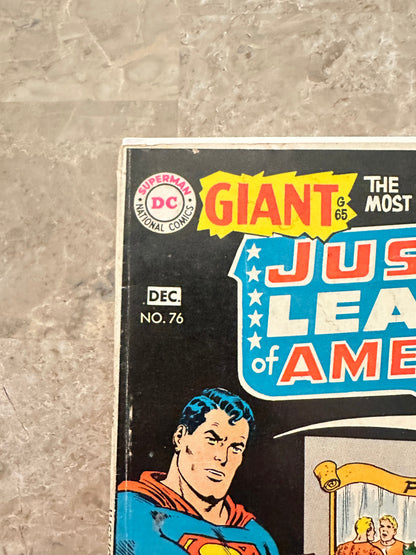 SUPERMAN
DC
NATIONAL COMICS
GIANT
G
65
THE
MOST
JUS
LEA
of AME
DEC.
NO. 76
P